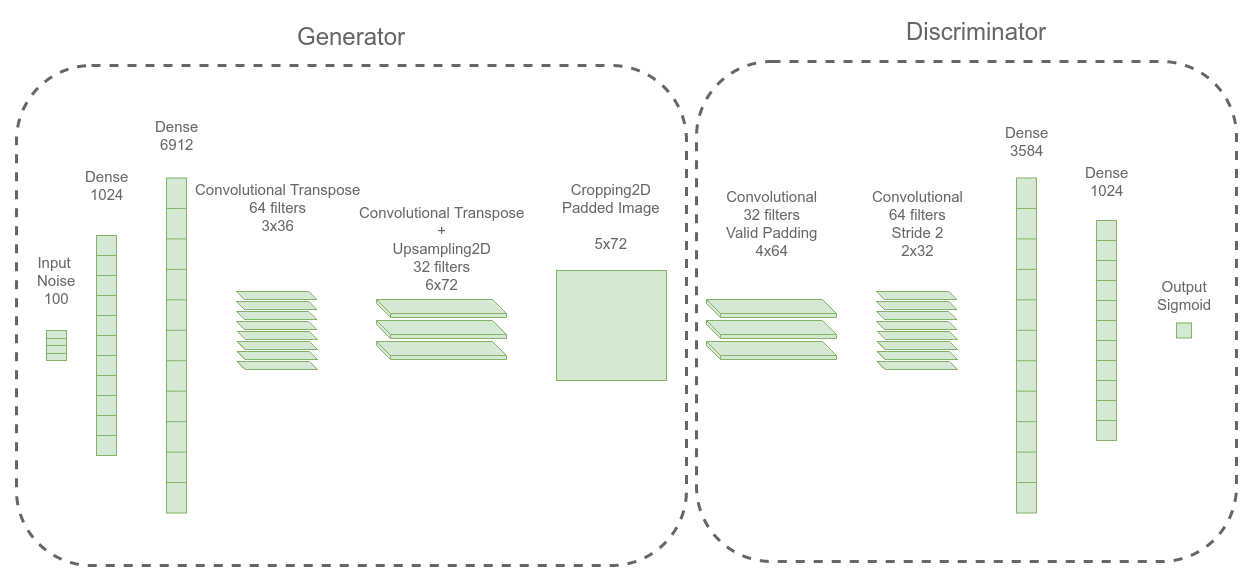 Generator
Discriminator
Input
Noise
100
Dense
1024
Dense
6912
Convolutional Transpose
64 filters
3x36
Convolutional Transpose
+
Upsampling2D
32 filters
6x72
Cropping2D
Padded Image
5x72
Convolutional
32 filters
Valid Padding
4x64
Convolutional
64 filters
Stride 2
2x32
Dense
3584
Dense
1024
Output
Sigmoid